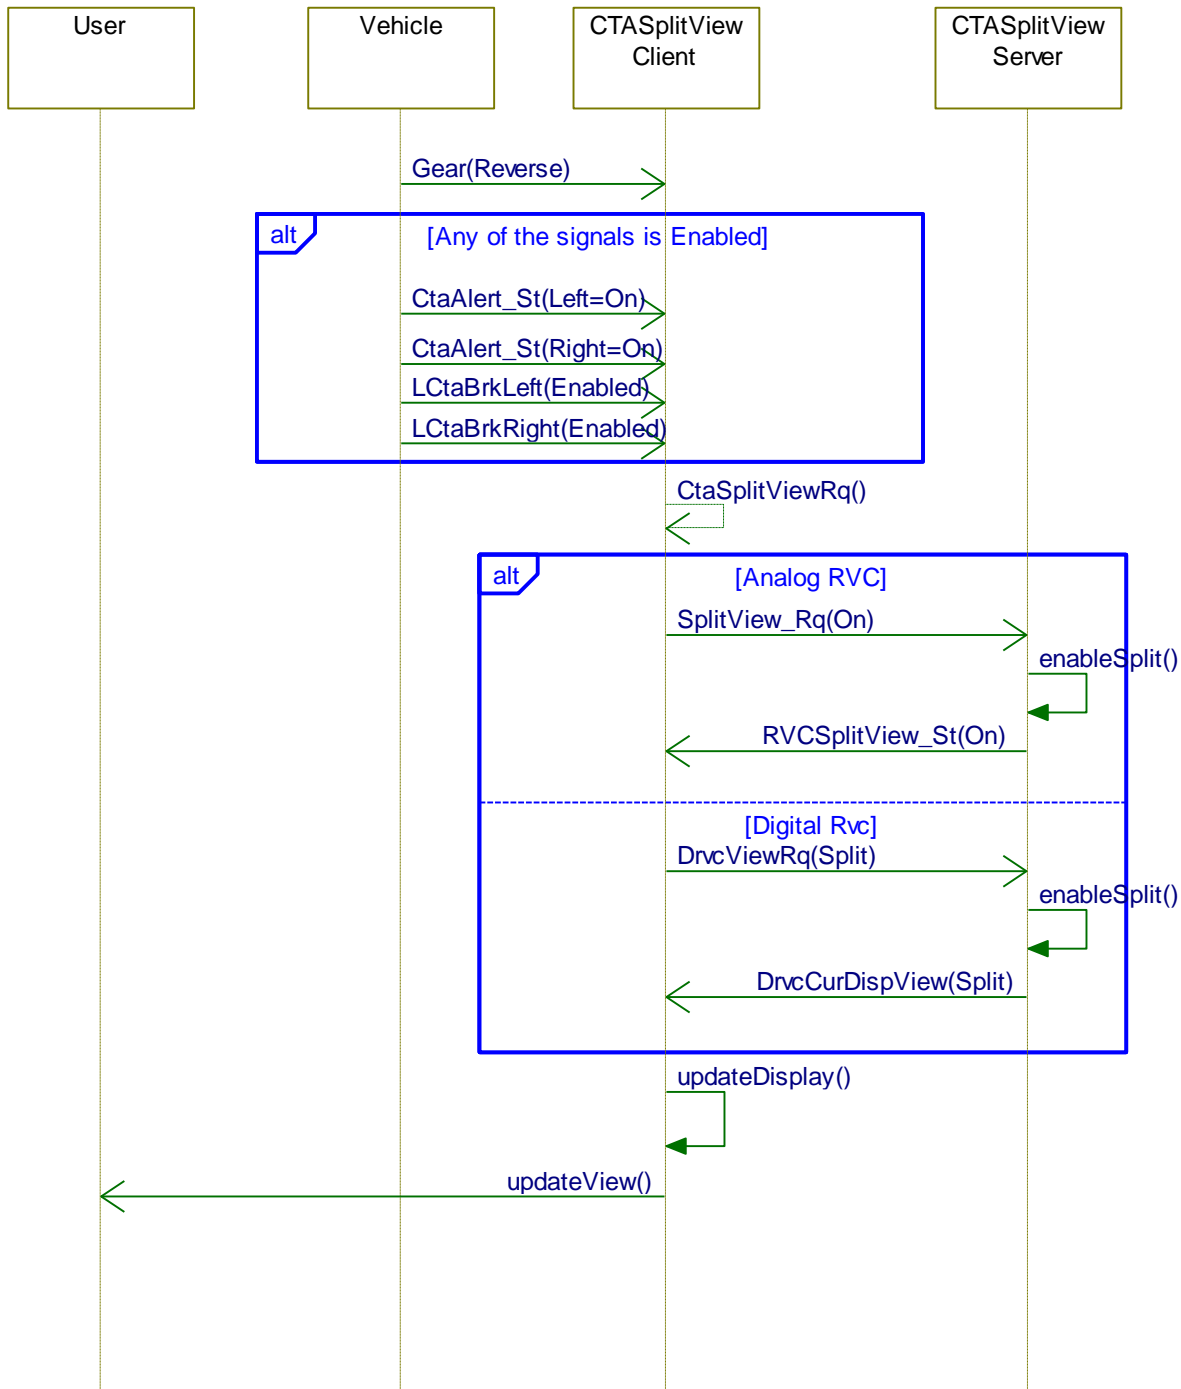 User
Vehicle
CTASplitView
Client
CTASplitView
Server
Gear(Reverse)
alt
[Any of the signals is Enabled]
CtaAlert_St(Left=On)
CtaAlert_St(Right=On)
LCtaBrkLeft(Enabled)
LCtaBrkRight(Enabled)
CtaSplitViewRq()
alt
[Analog RVC]
SplitView_Rq(On)
enableSplit()
RVCSplitView_St(On)
[Digital Rvc]
DrvcViewRq(Split)
enableSplit()
DrvcCurDispView(Split)
updateDisplay()
updateView()